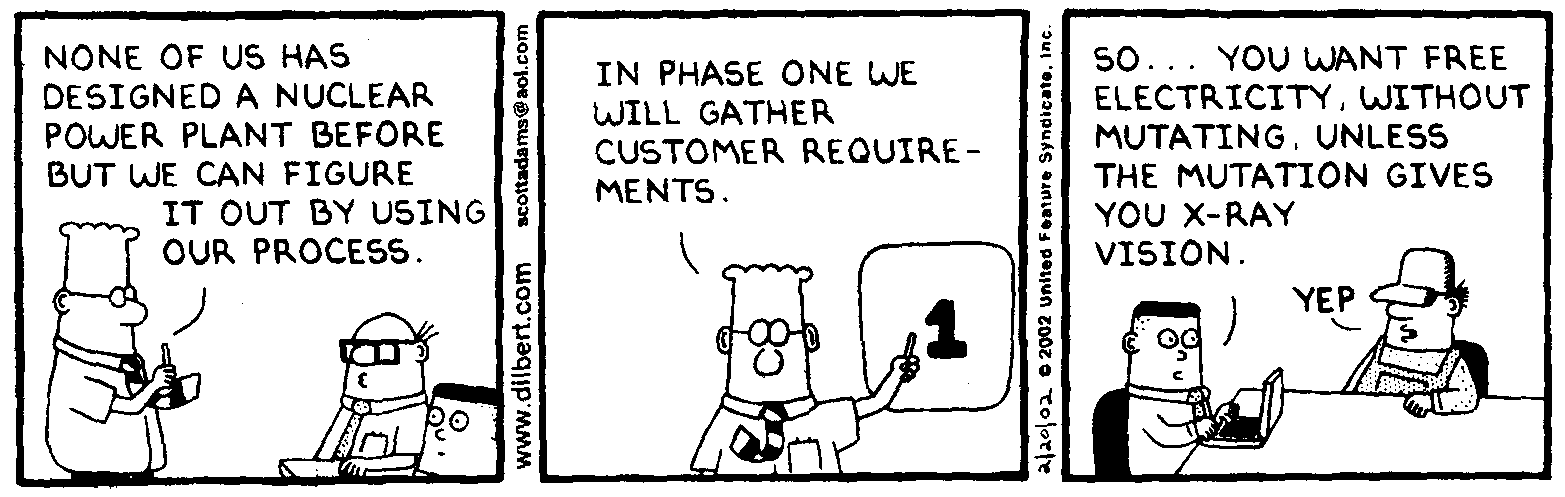 NONE OF US HAS
DESIGNED A NUCLEAR
POWER PLANT BEFORE
BUT WE CAN FIGURE
IT OUT BY USING
OUR PROCESS.
www.dilbert.com scottadams@aol.com
IN PHASE ONE WE
WILL GATHER
CUSTOMER REQUIRE-
MENTS.
1
2/20/02 © 2002 United Feature Syndicate, Inc.
SO... YOU WANT FREE
ELECTRICITY, WITHOUT
MUTATING, UNLESS
THE MUTATION GIVES
YOU X-RAY
VISION.
YEP